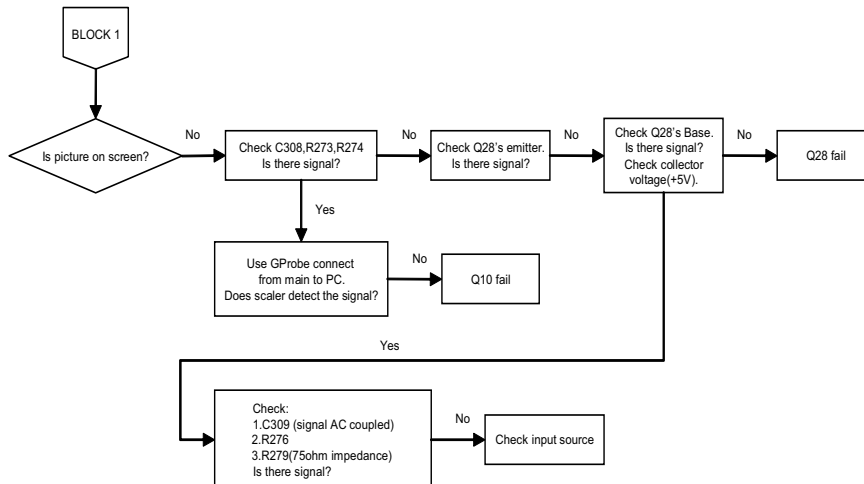 BLOCK 1
Is picture on screen?
No
Check C308,R273,R274
Is there signal?
No
Check Q28's emitter.
Is there signal?
No
Check Q28's Base.
Is there signal?
Check collector
voltage(+5V).
No
Q28 fail
Yes
Use GProbe connect
from main to PC.
Does scaler detect the signal?
No
Q10 fail
Yes
Check:
1.C309 (signal AC coupled)
2.R276
3.R279(75ohm impedance)
Is there signal?
No
Check input source